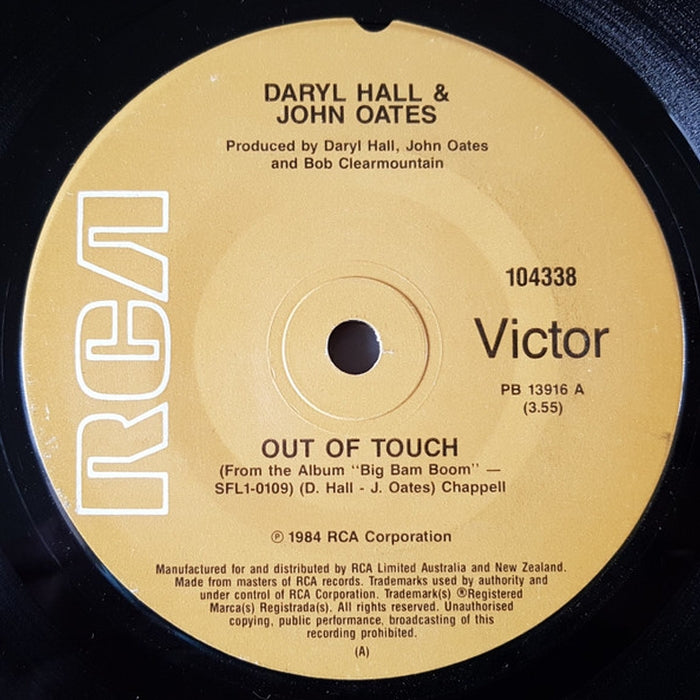 DARYL HALL &
JOHN OATES
Produced by Daryl Hall, John Oates
and Bob Clearmountain
RCA
104338
Victor
PB 13916 A
(3.55)
OUT OF TOUCH
(From the Album "Big Bam Boom" —
SFL1-0109) (D. Hall - J. Oates) Chappell
℗ 1984 RCA Corporation
Manufactured for and distributed by RCA Limited Australia and New Zealand.
Made from masters of RCA records. Trademarks used by authority and
under control of RCA Corporation. Trademark(s) ®Registered
Marca(s) Registrada(s). All rights reserved. Unauthorised
copying, public performance, broadcasting of this
recording prohibited.
(A)